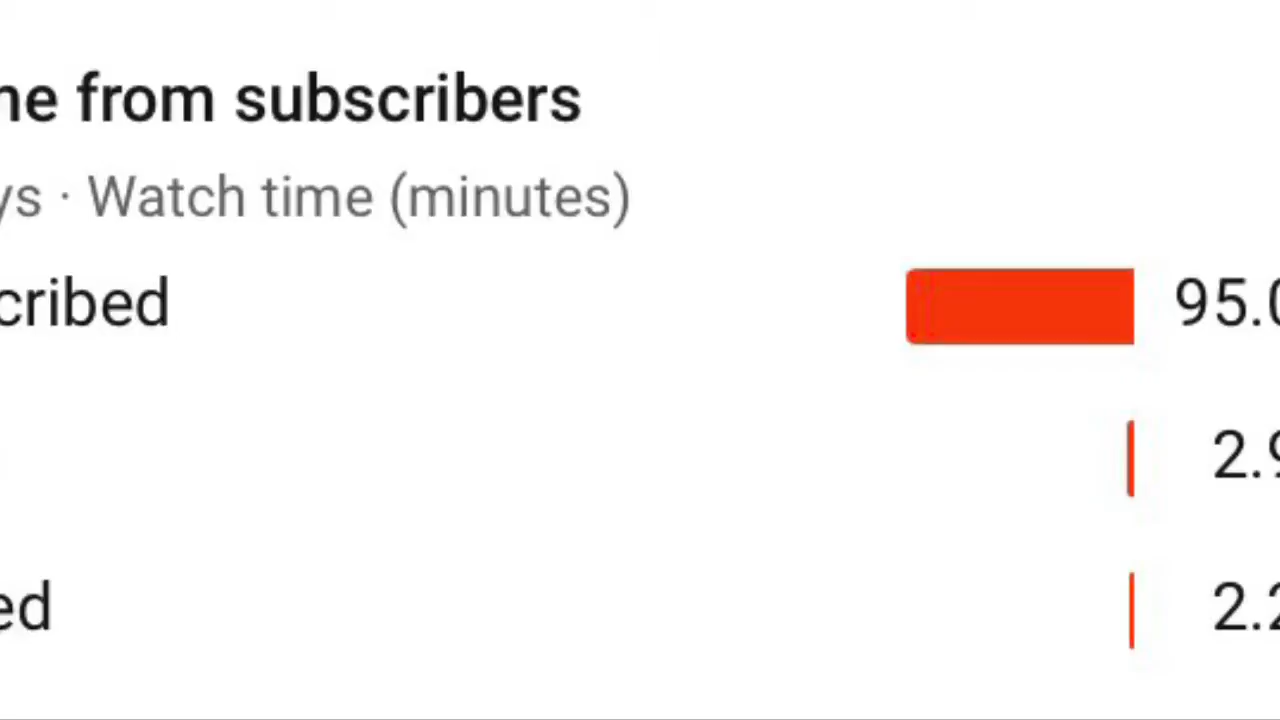 ne from subscribers
ys · Watch time (minutes)
cribed 95.0
2.9
ed 2.2